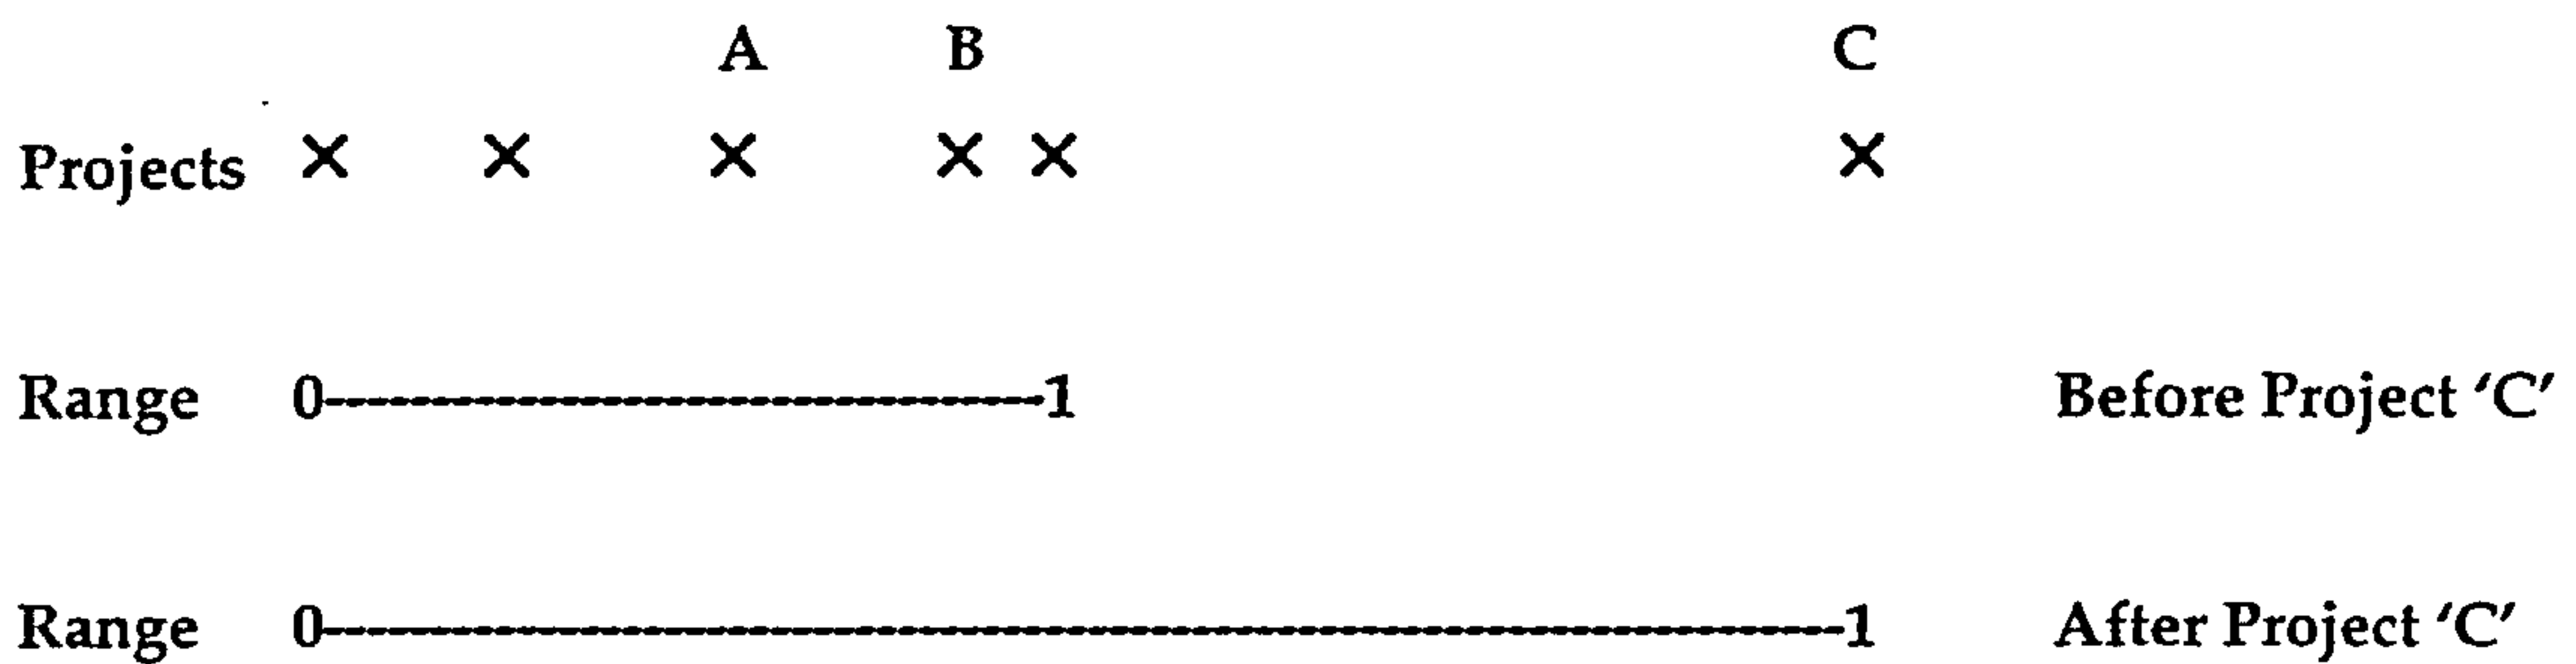 A B C
Projects × × × × × ×
Range 0--------------------1 Before Project ‘C’
Range 0----------------------------------------1 After Project ‘C’